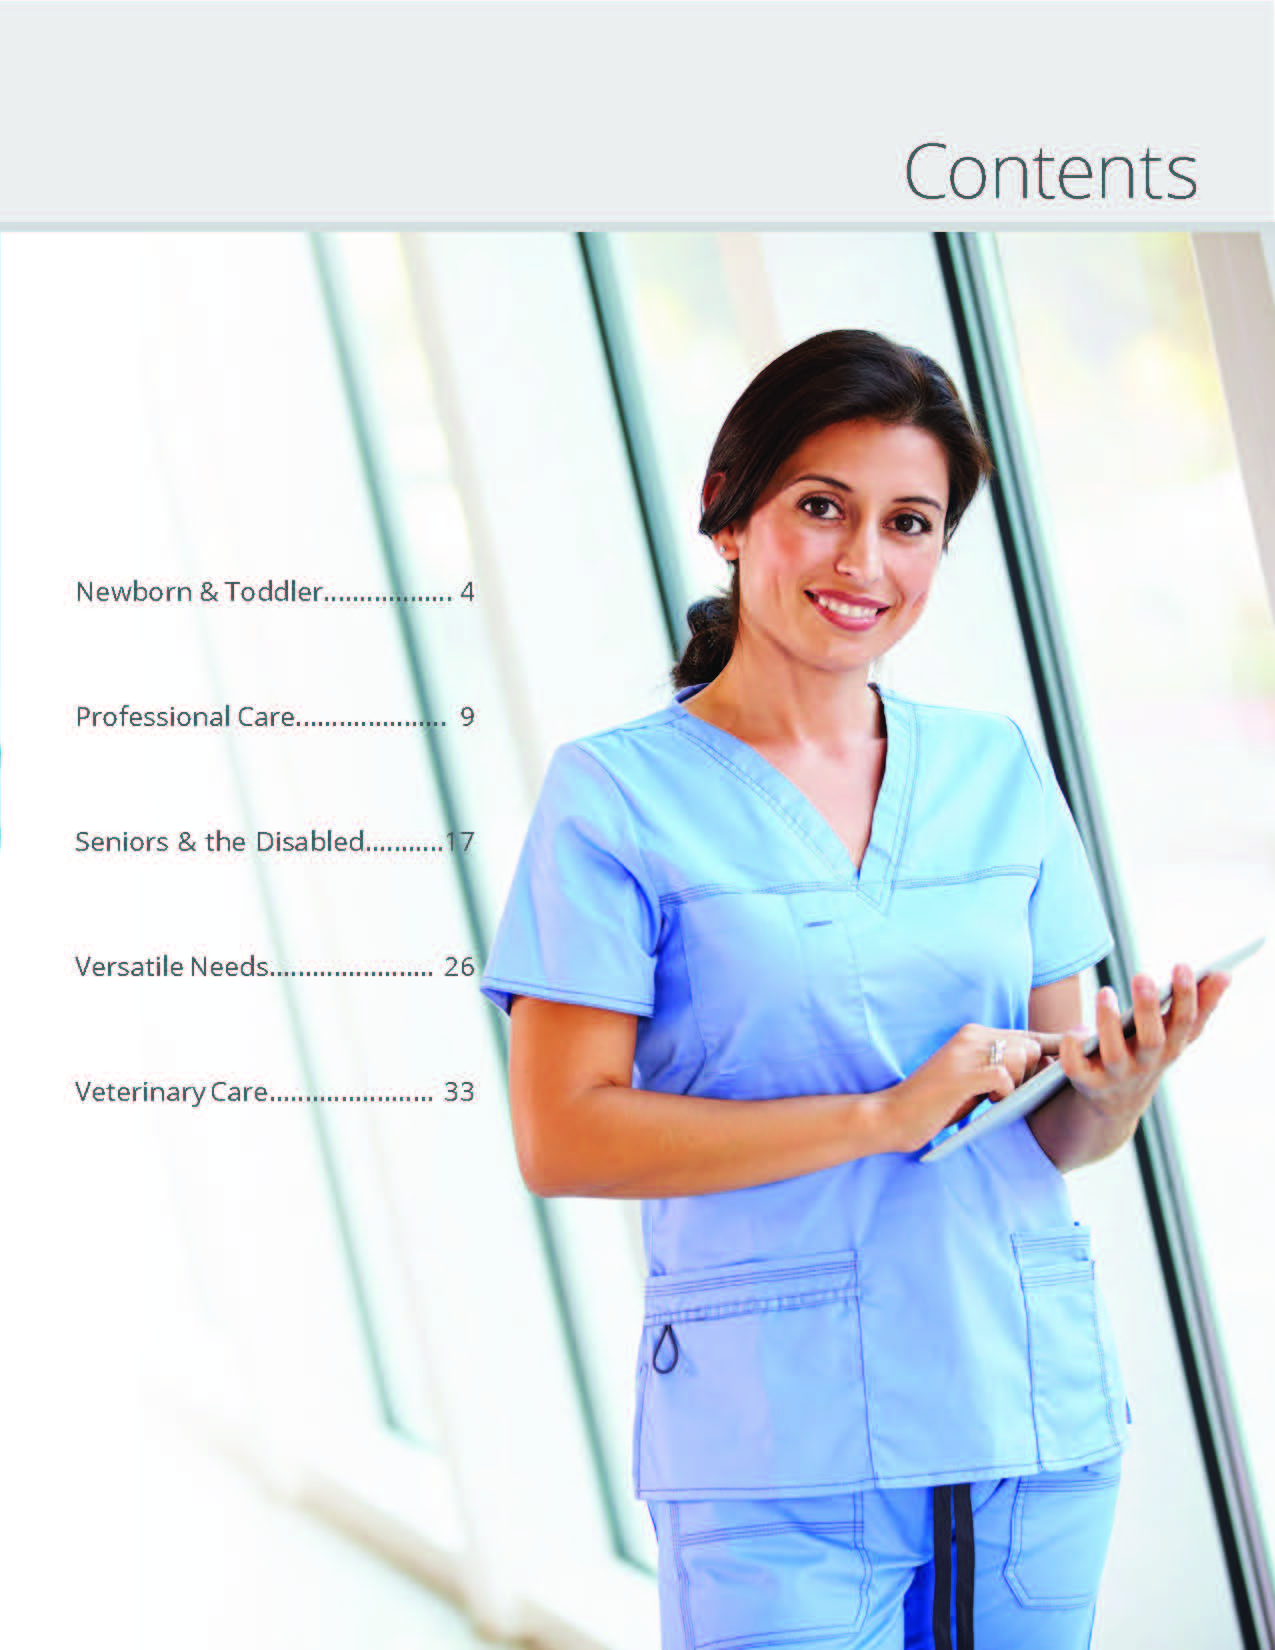 Contents
Newborn & Toddler.................. 4
Professional Care..................... 9
Seniors & the Disabled...........17
Versatile Needs....................... 26
Veterinary Care....................... 33